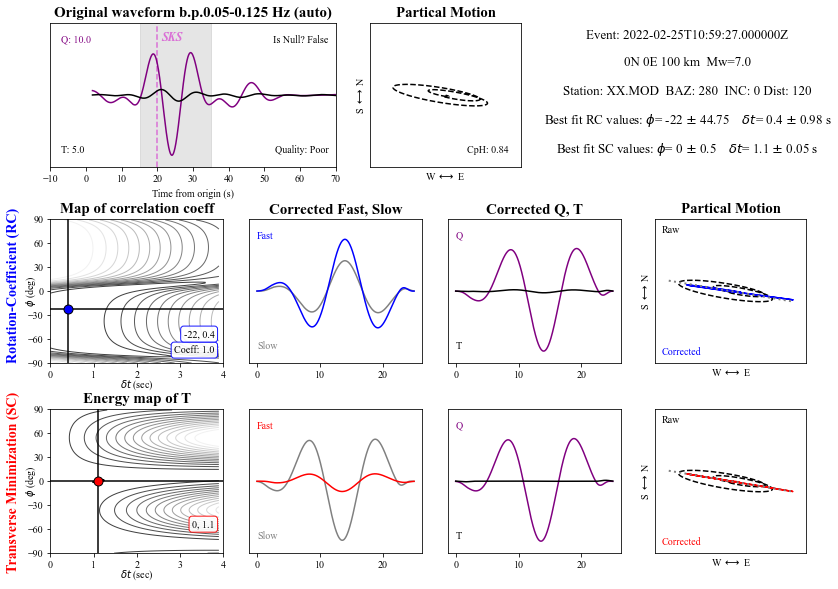 Original waveform b.p.0.05-0.125 Hz (auto)
Q: 10.0
SKS
Is Null? False
T: 5.0
Quality: Poor
−10 0 10 20 30 40 50 60 70
Time from origin (s)
Partical Motion
S ⟷ N
CpH: 0.84
W ⟷ E
Event: 2022-02-25T10:59:27.000000Z
0N 0E 100 km Mw=7.0
Station: XX.MOD BAZ: 280 INC: 0 Dist: 120
Best fit RC values: ϕ= -22 ± 44.75 δt= 0.4 ± 0.98 s
Best fit SC values: ϕ= 0 ± 0.5 δt= 1.1 ± 0.05 s
Rotation-Coefficient (RC)
Map of correlation coeff
ϕ (deg)
90
60
30
0
−30
−60
−90
-22, 0.4
Coeff: 1.0
0 1 2 3 4
δt (sec)
Corrected Fast, Slow
Fast
Slow
0 10 20
Corrected Q, T
Q
T
0 10 20
Partical Motion
Raw
S ⟷ N
Corrected
W ⟷ E
Transverse Minimization (SC)
Energy map of T
ϕ (deg)
90
60
30
0
−30
−60
−90
0, 1.1
0 1 2 3 4
δt (sec)
Fast
Slow
0 10 20
Q
T
0 10 20
Raw
S ⟷ N
Corrected
W ⟷ E